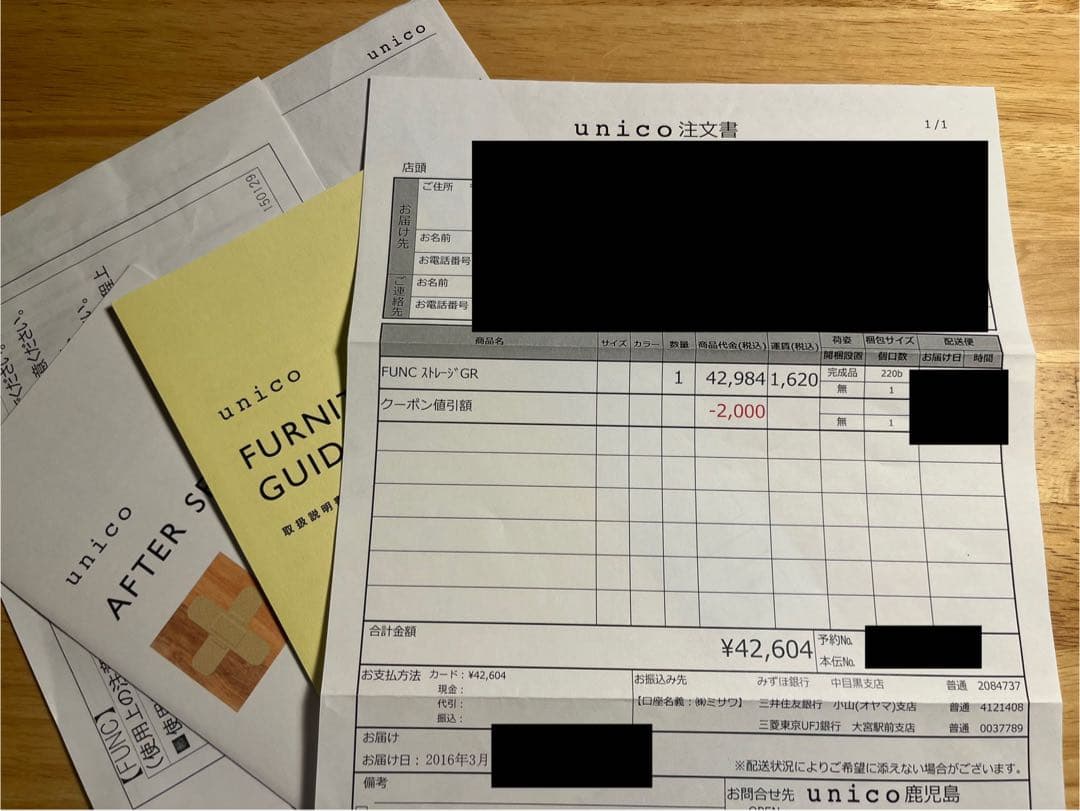 unico
150129
unico
FURNI
GUID
取扱説明
unico
AFTER SE
【FUNC】
(使用上の注
■使用
unico注文書
1/1
店頭
お届け先
ご住所
お名前
お電話番号
ご連絡先
お名前
お電話番号
商品名 サイズ カラー 数量 商品代金(税込) 運賃(税込) 荷姿 梱包サイズ 配送便
開梱設置 個口数 お届け日 時間
FUNC ｽﾄﾚｰｼﾞGR 1 42,984 1,620 完成品 220b
無 1
クーポン値引額 -2,000
無 1
合計金額
¥42,604
予約No.
本伝No.
お支払方法 カード：¥42,604
現金：
代引：
振込：
お振込み先 みずほ銀行 中目黒支店 普通 2084737
【口座名義：㈱ミサワ】 三井住友銀行 小山(オヤマ)支店 普通 4121408
三菱東京UFJ銀行 大宮駅前支店 普通 0037789
お届け
お届け日：2016年3月
※配送状況によりご希望に添えない場合がございます。
備考
お問合せ先 unico鹿児島